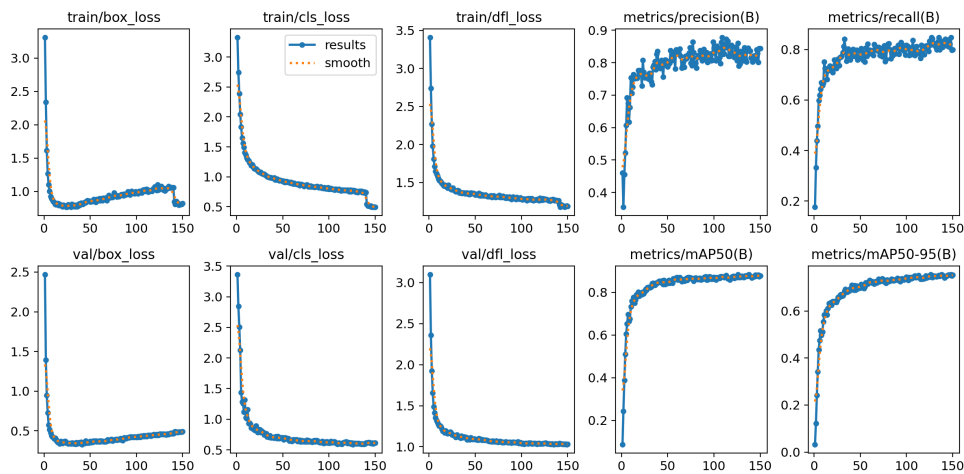 train/box_loss
3.0
2.5
2.0
1.5
1.0
0 50 100 150
train/cls_loss
results
smooth
3.0
2.5
2.0
1.5
1.0
0.5
0 50 100 150
train/dfl_loss
3.5
3.0
2.5
2.0
1.5
0 50 100 150
metrics/precision(B)
0.9
0.8
0.7
0.6
0.5
0.4
0 50 100 150
metrics/recall(B)
0.8
0.6
0.4
0.2
0 50 100 150
val/box_loss
2.5
2.0
1.5
1.0
0.5
0 50 100 150
val/cls_loss
3.5
3.0
2.5
2.0
1.5
1.0
0.5
0 50 100 150
val/dfl_loss
3.0
2.5
2.0
1.5
1.0
0 50 100 150
metrics/mAP50(B)
0.8
0.6
0.4
0.2
0 50 100 150
metrics/mAP50-95(B)
0.6
0.4
0.2
0.0
0 50 100 150